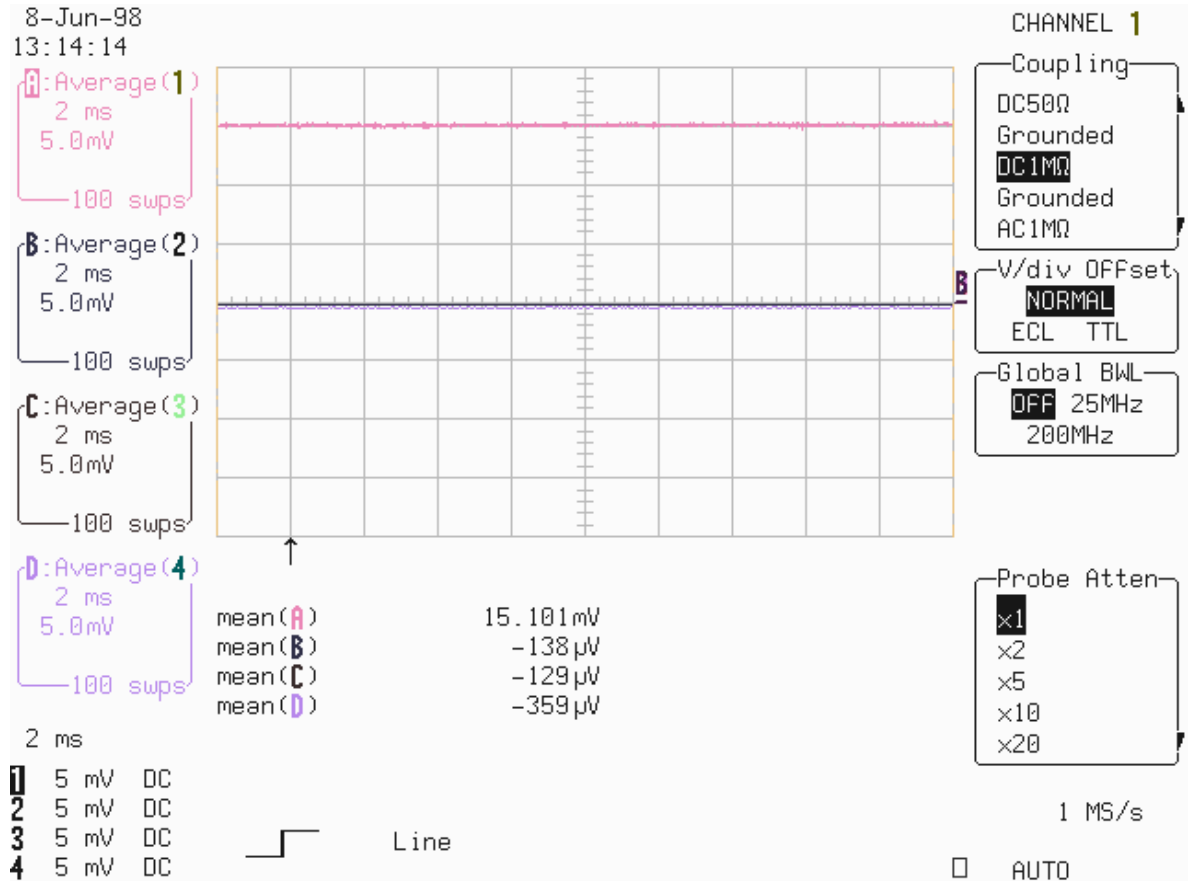 8-Jun-98
13:14:14
A:Average(1)
2 ms
5.0mV
100 swps
B:Average(2)
2 ms
5.0mV
100 swps
C:Average(3)
2 ms
5.0mV
100 swps
D:Average(4)
2 ms
5.0mV
100 swps
B
mean(A) 15.101mV
mean(B) -138µV
mean(C) -129µV
mean(D) -359µV
2 ms
1 5 mV DC
2 5 mV DC
3 5 mV DC
4 5 mV DC
Line
CHANNEL 1
Coupling
DC50Ω
Grounded
DC1MΩ
Grounded
AC1MΩ
V/div Offset
NORMAL
ECL TTL
Global BWL
OFF 25MHz
200MHz
Probe Atten
×1
×2
×5
×10
×20
1 MS/s
AUTO